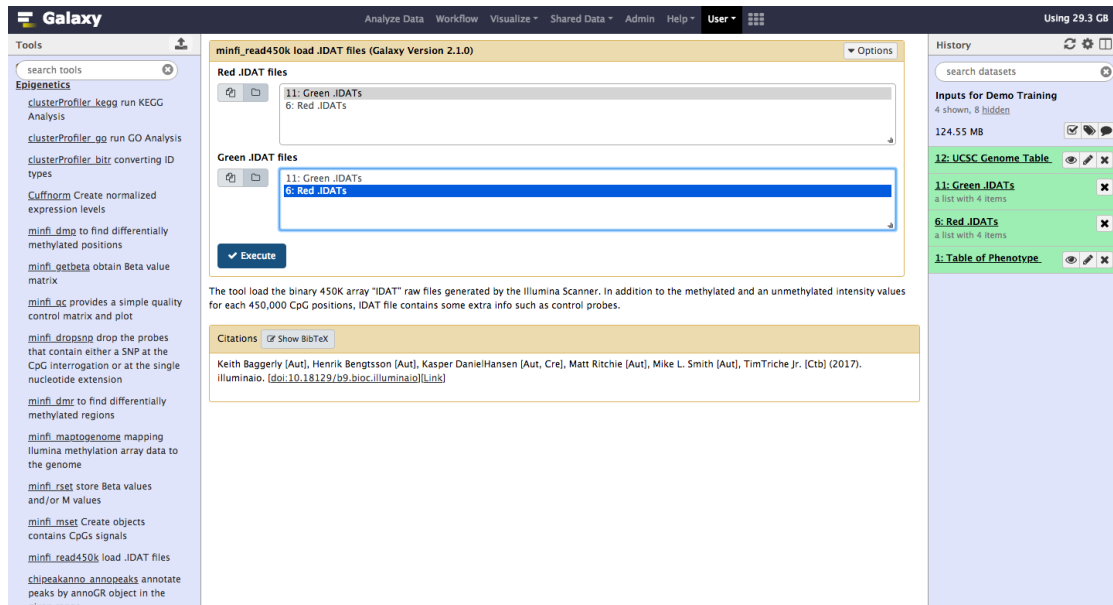 Galaxy
Analyze Data Workflow Visualize Shared Data Admin Help User
Using 29.3 GB
Tools
search tools
Epigenetics
clusterProfiler_kegg run KEGG
Analysis
clusterProfiler_go run GO Analysis
clusterProfiler_bitr converting ID
types
Cuffnorm Create normalized
expression levels
minfi_dmp to find differentially
methylated positions
minfi_getbeta obtain Beta value
matrix
minfi_qc provides a simple quality
control matrix and plot
minfi_dropsnp drop the probes
that contain either a SNP at the
CpG interrogation or at the single
nucleotide extension
minfi_dmr to find differentially
methylated regions
minfi_maptogenome mapping
Ilumina methylation array data to
the genome
minfi_rset store Beta values
and/or M values
minfi_mset Create objects
contains CpGs signals
minfi_read450k load .IDAT files
chipeakanno_annopeaks annotate
peaks by annoGR object in the
minfi_read450k load .IDAT files (Galaxy Version 2.1.0)
Options
Red .IDAT files
11: Green .IDATs
6: Red .IDATs
Green .IDAT files
11: Green .IDATs
6: Red .IDATs
Execute
The tool load the binary 450K array "IDAT" raw files generated by the Illumina Scanner. In addition to the methylated and an unmethylated intensity values
for each 450,000 CpG positions, IDAT file contains some extra info such as control probes.
Citations Show BibTeX
Keith Baggerly [Aut], Henrik Bengtsson [Aut], Kasper DanielHansen [Aut, Cre], Matt Ritchie [Aut], Mike L. Smith [Aut], TimTriche Jr. [Ctb] (2017).
illuminaio. [doi:10.18129/b9.bioc.illuminaio][Link]
History
search datasets
Inputs for Demo Training
4 shown, 8 hidden
124.55 MB
12: UCSC Genome Table
11: Green .IDATs
a list with 4 items
6: Red .IDATs
a list with 4 items
1: Table of Phenotype